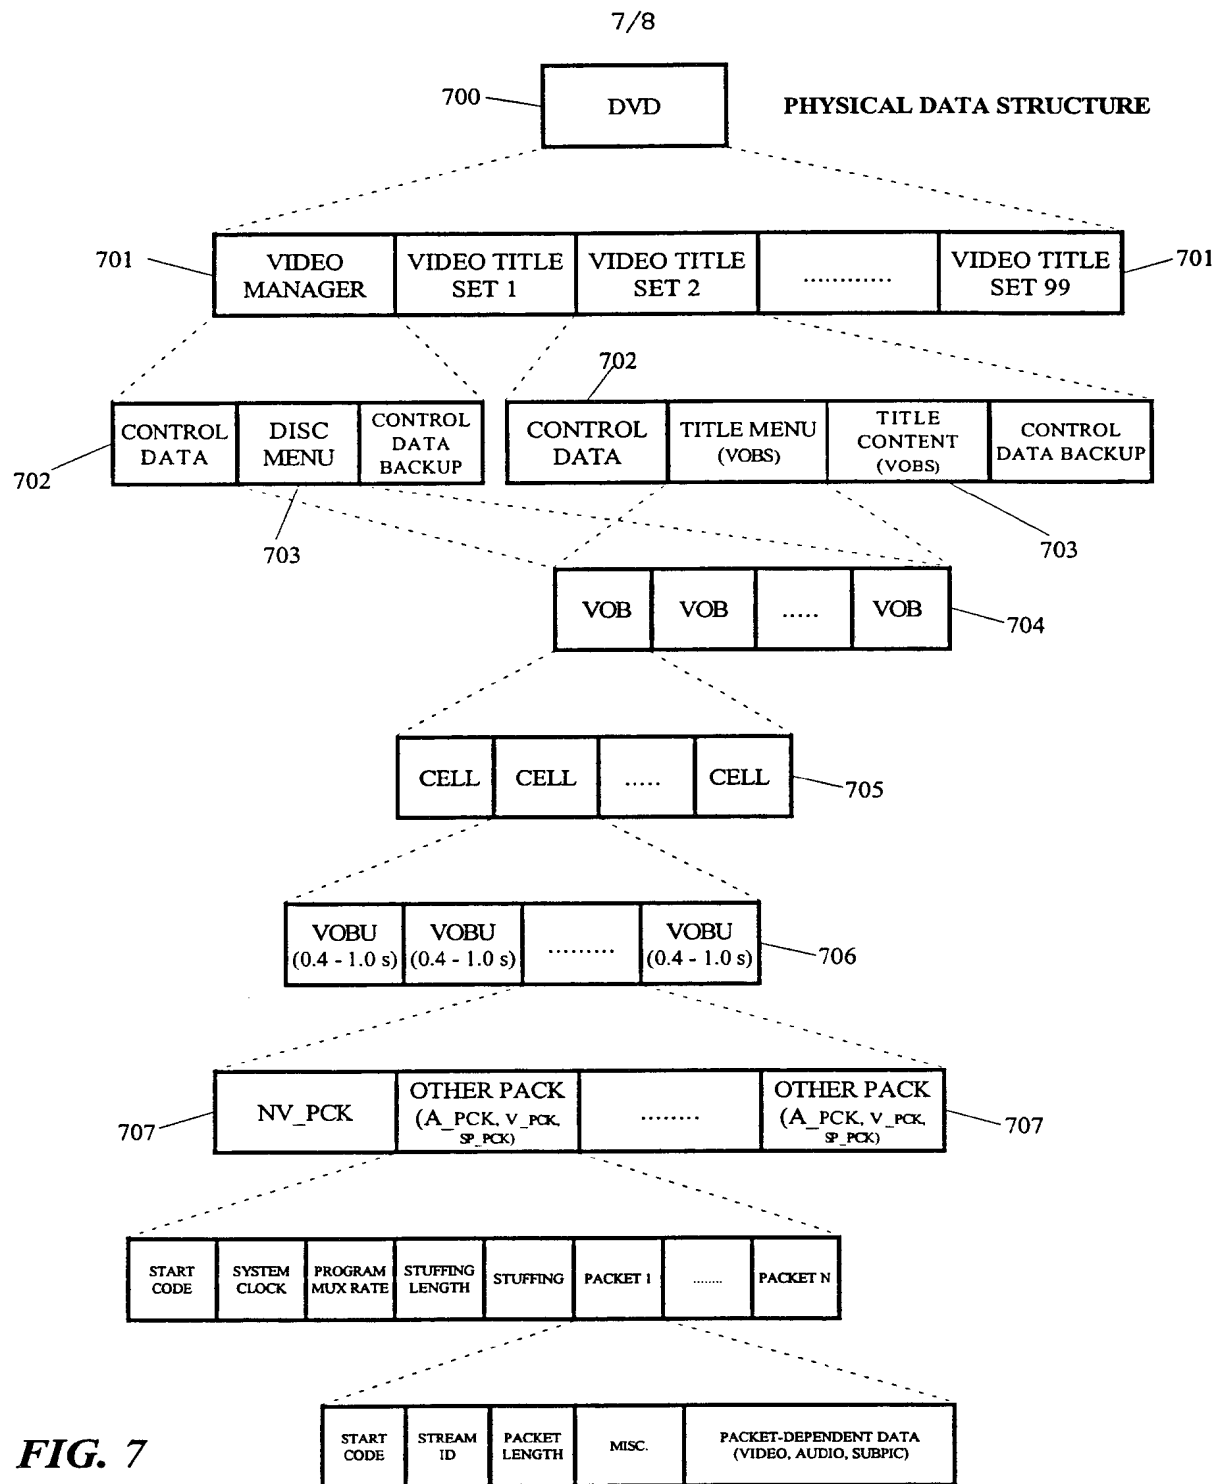 7/8
700
DVD
PHYSICAL DATA STRUCTURE
701
VIDEO
MANAGER
VIDEO TITLE
SET 1
VIDEO TITLE
SET 2
............
VIDEO TITLE
SET 99
701
702
CONTROL
DATA
DISC
MENU
CONTROL
DATA
BACKUP
702
CONTROL
DATA
TITLE MENU
(VOBS)
TITLE
CONTENT
(VOBS)
CONTROL
DATA BACKUP
703
703
VOB
VOB
.....
VOB
704
CELL
CELL
.....
CELL
705
VOBU
(0.4 - 1.0 s)
VOBU
(0.4 - 1.0 s)
.........
VOBU
(0.4 - 1.0 s)
706
707
NV_PCK
OTHER PACK
(A_PCK, V_PCK,
SP_PCK)
........
OTHER PACK
(A_PCK, V_PCK,
SP_PCK)
707
START
CODE
SYSTEM
CLOCK
PROGRAM
MUX RATE
STUFFING
LENGTH
STUFFING
PACKET 1
........
PACKET N
START
CODE
STREAM
ID
PACKET
LENGTH
MISC.
PACKET-DEPENDENT DATA
(VIDEO, AUDIO, SUBPIC)
FIG. 7